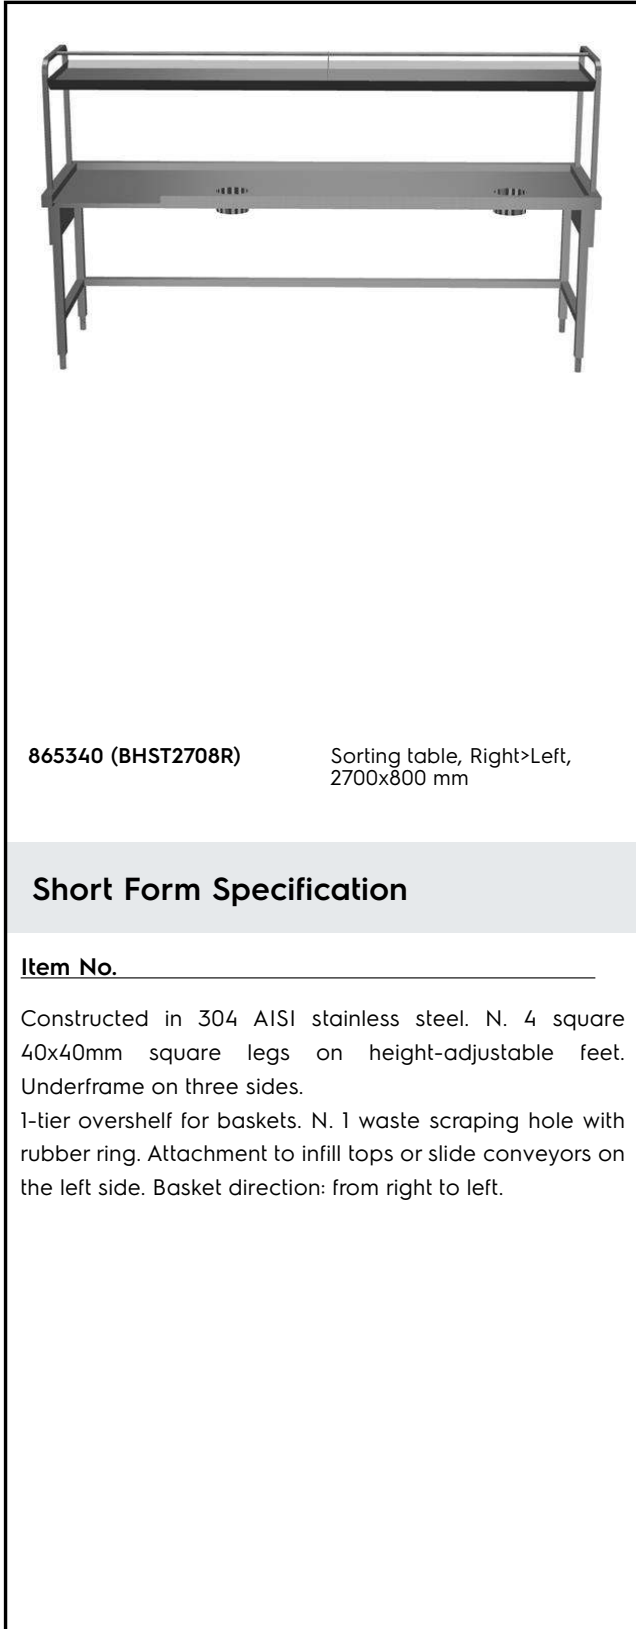 865340 (BHST2708R)
Sorting table, Right>Left,
2700x800 mm
Short Form Specification
Item No.
Constructed in 304 AISI stainless steel. N. 4 square
40x40mm square legs on height-adjustable feet.
Underframe on three sides.
1-tier overshelf for baskets. N. 1 waste scraping hole with
rubber ring. Attachment to infill tops or slide conveyors on
the left side. Basket direction: from right to left.